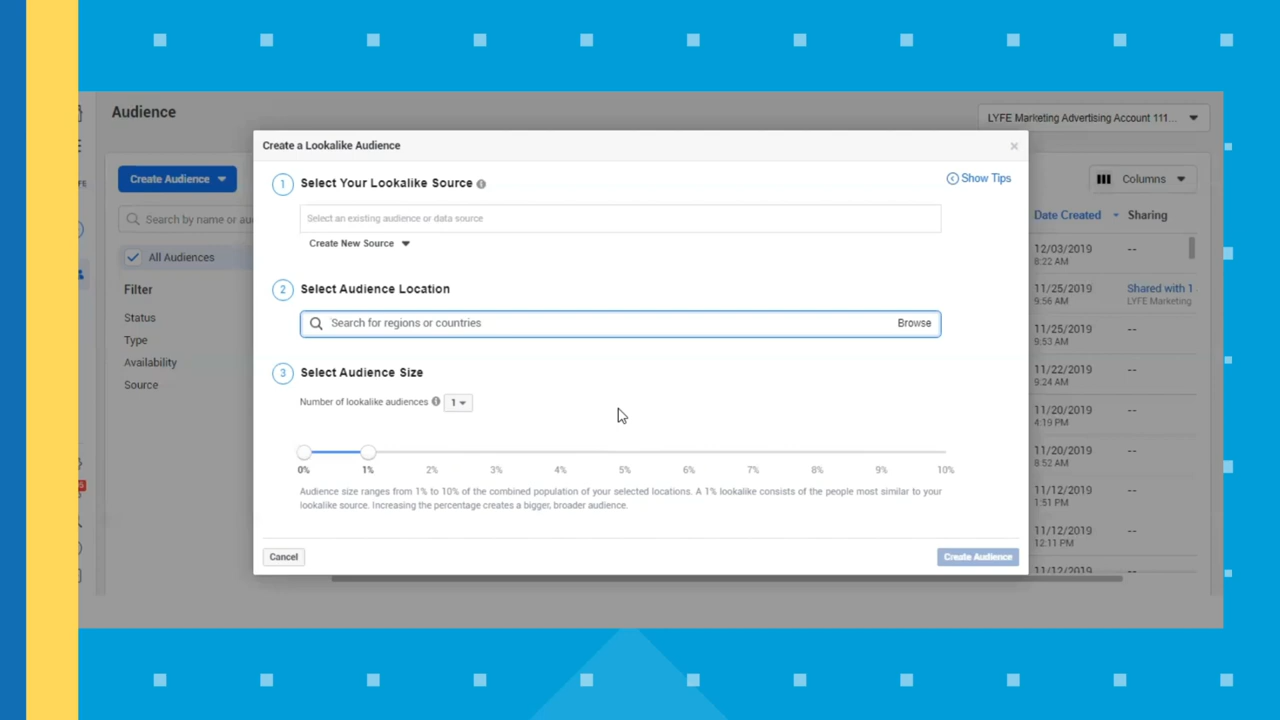 Audience
LYFE Marketing Advertising Account 111...
Create a Lookalike Audience
Create Audience
1 Select Your Lookalike Source
Show Tips
Columns
Search by name or au
Select an existing audience or data source
Date Created Sharing
Create New Source
All Audiences
12/03/2019 --
8:22 AM
Filter
2 Select Audience Location
11/25/2019 Shared with 1
9:56 AM LYFE Marketing
Status
Search for regions or countries Browse
11/25/2019 --
9:53 AM
Type
Availability
3 Select Audience Size
11/22/2019 --
9:24 AM
Source
Number of lookalike audiences 1
11/20/2019 --
4:19 PM
11/20/2019 --
8:52 AM
0% 1% 2% 3% 4% 5% 6% 7% 8% 9% 10%
Audience size ranges from 1% to 10% of the combined population of your selected locations. A 1% lookalike consists of the people most similar to your
lookalike source. Increasing the percentage creates a bigger, broader audience.
11/12/2019 --
1:51 PM
11/12/2019 --
12:11 PM
Cancel
Create Audience
11/12/2019 --